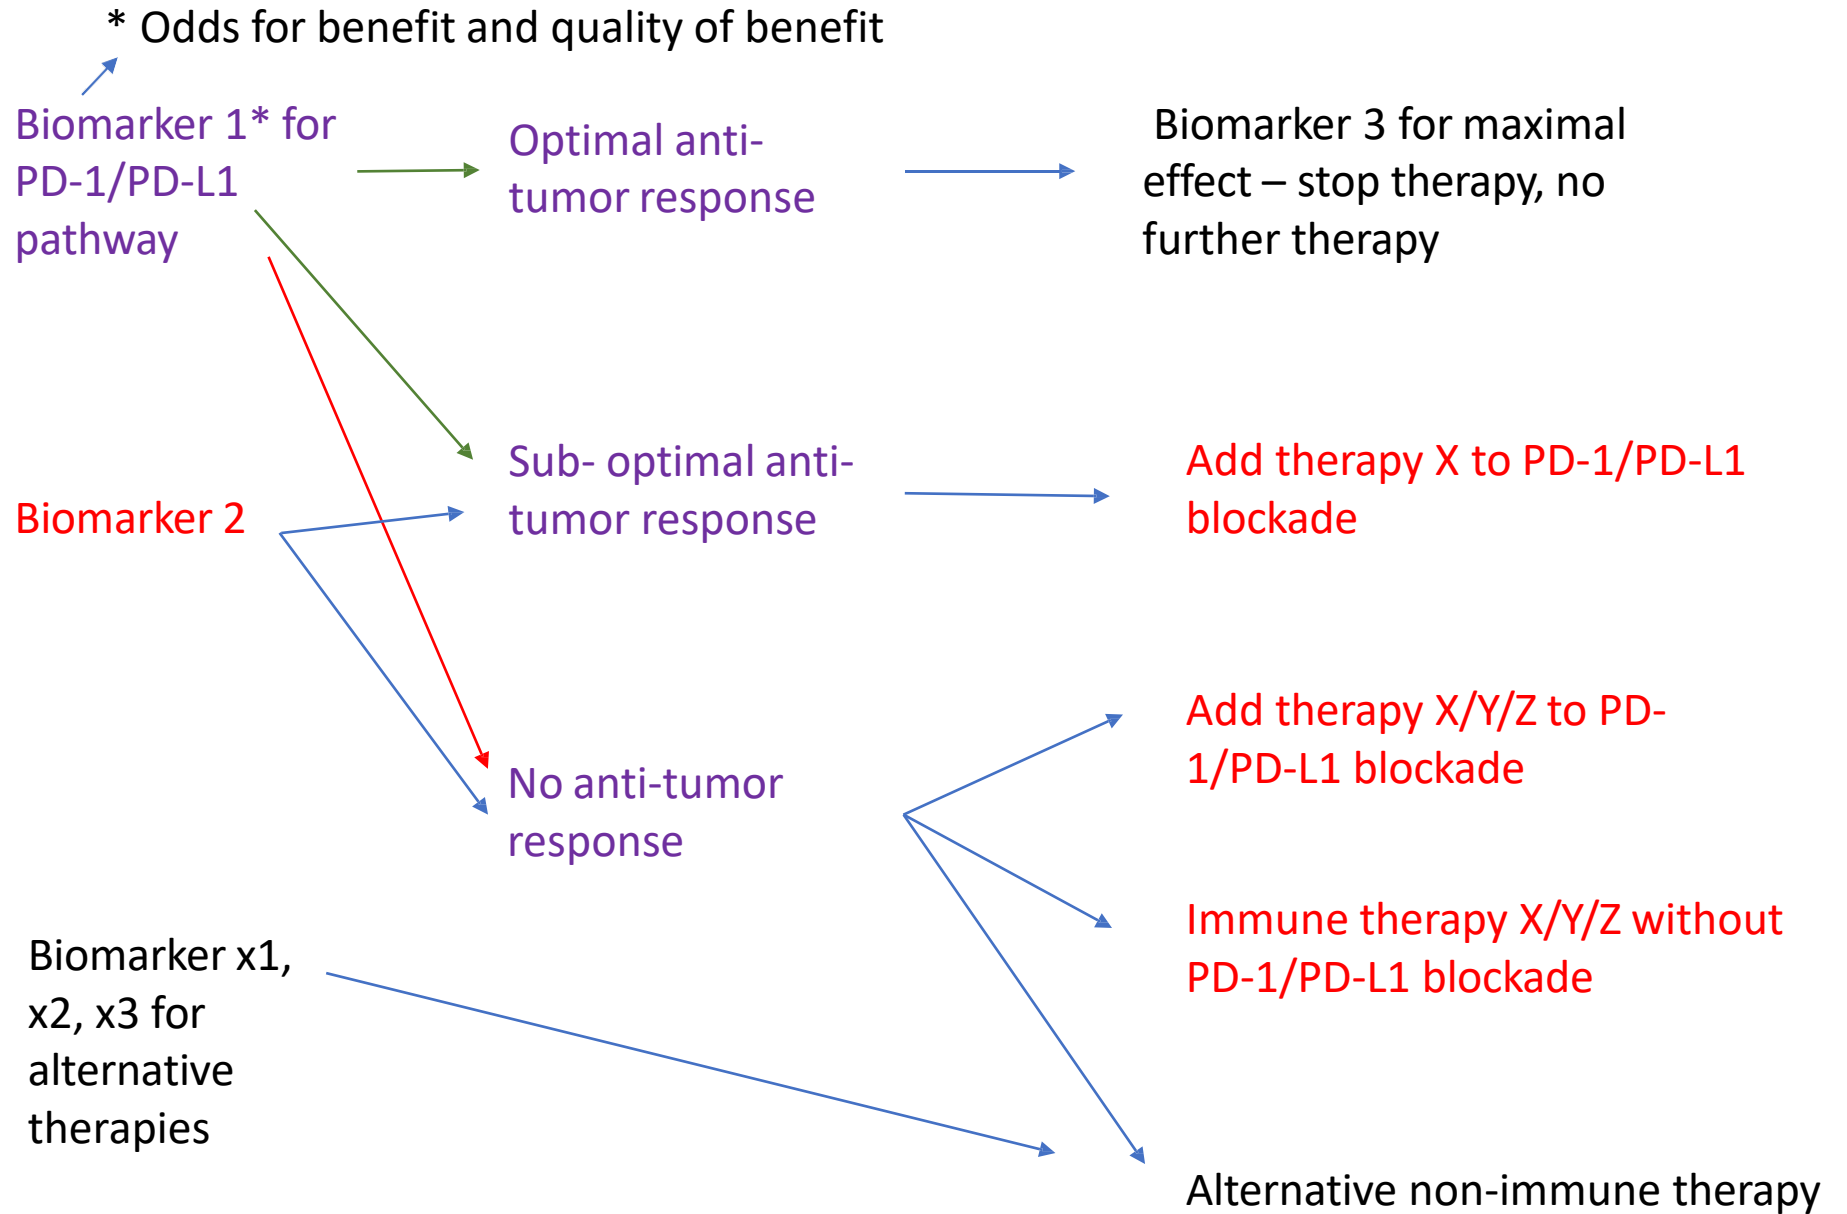 * Odds for benefit and quality of benefit
Biomarker 1* for
PD-1/PD-L1
pathway
Optimal anti-
tumor response
Biomarker 3 for maximal
effect – stop therapy, no
further therapy
Biomarker 2
Sub- optimal anti-
tumor response
Add therapy X to PD-1/PD-L1
blockade
No anti-tumor
response
Add therapy X/Y/Z to PD-
1/PD-L1 blockade
Immune therapy X/Y/Z without
PD-1/PD-L1 blockade
Biomarker x1,
x2, x3 for
alternative
therapies
Alternative non-immune therapy